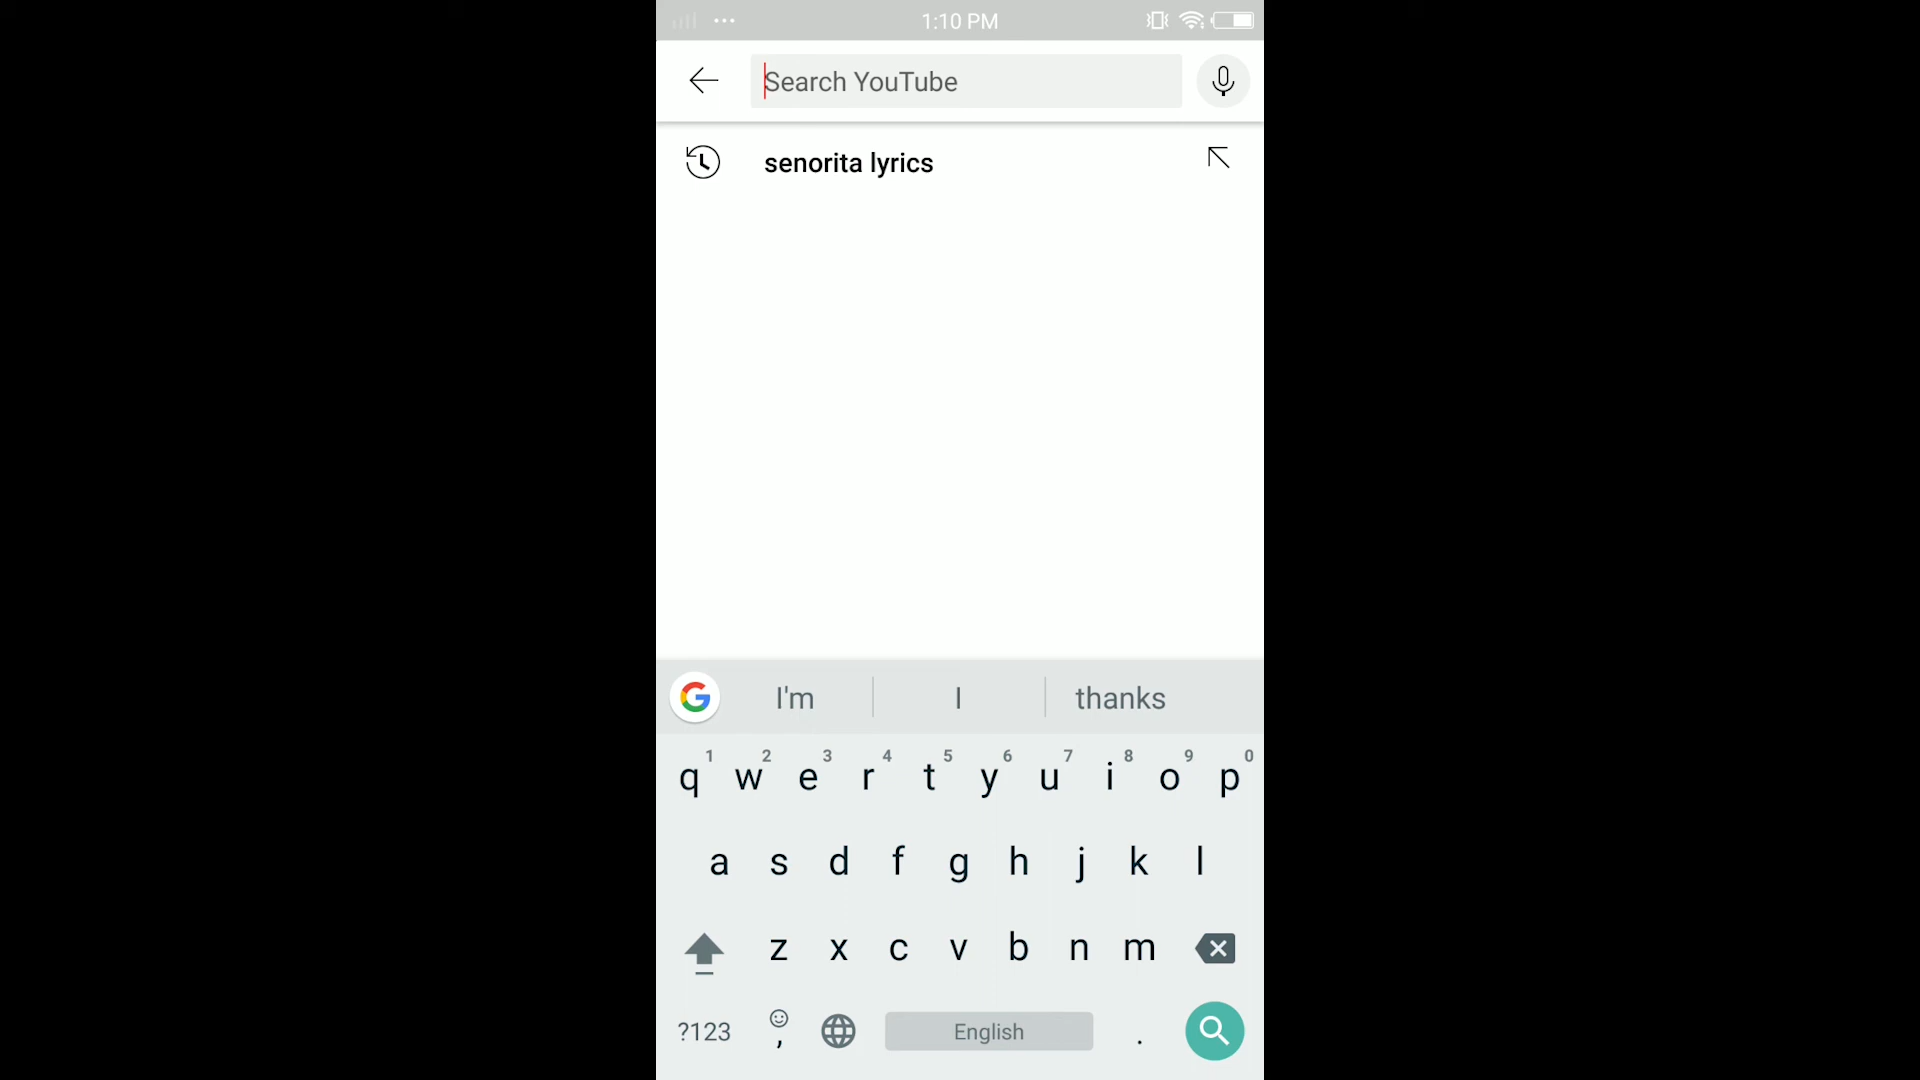 1:10 PM
Search YouTube
senorita lyrics
I'm I thanks
1 2 3 4 5 6 7 8 9 0
q w e r t y u i o p
a s d f g h j k l
z x c v b n m
?123 , English .